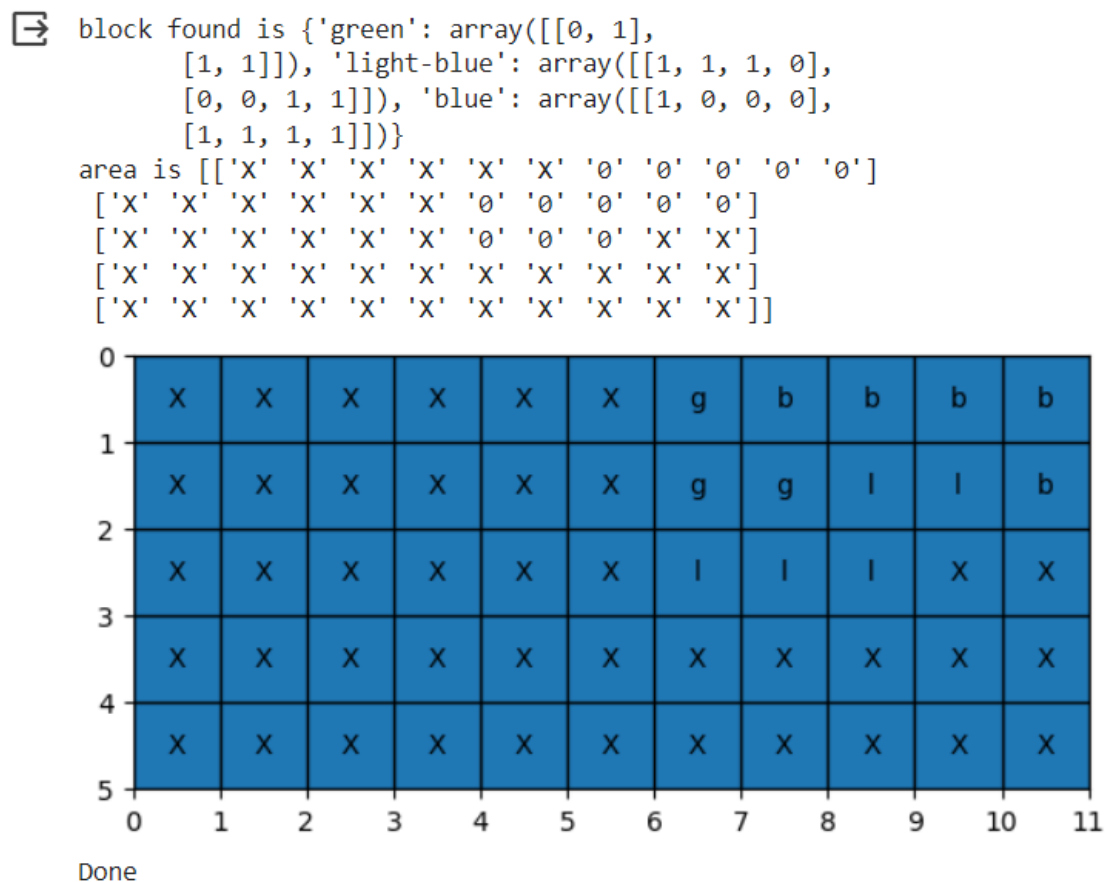 block found is {'green': array([[0, 1],
       [1, 1]]), 'light-blue': array([[1, 1, 1, 0],
       [0, 0, 1, 1]]), 'blue': array([[1, 0, 0, 0],
       [1, 1, 1, 1]])}
area is [['X' 'X' 'X' 'X' 'X' 'X' '0' '0' '0' '0' '0']
 ['X' 'X' 'X' 'X' 'X' 'X' '0' '0' '0' '0' '0']
 ['X' 'X' 'X' 'X' 'X' 'X' '0' '0' '0' 'X' 'X']
 ['X' 'X' 'X' 'X' 'X' 'X' 'X' 'X' 'X' 'X' 'X']
 ['X' 'X' 'X' 'X' 'X' 'X' 'X' 'X' 'X' 'X' 'X']]
0
X X X X X X g b b b b
1
X X X X X X g g l l b
2
X X X X X X l l l X X
3
X X X X X X X X X X X
4
X X X X X X X X X X X
5
0 1 2 3 4 5 6 7 8 9 10 11
Done